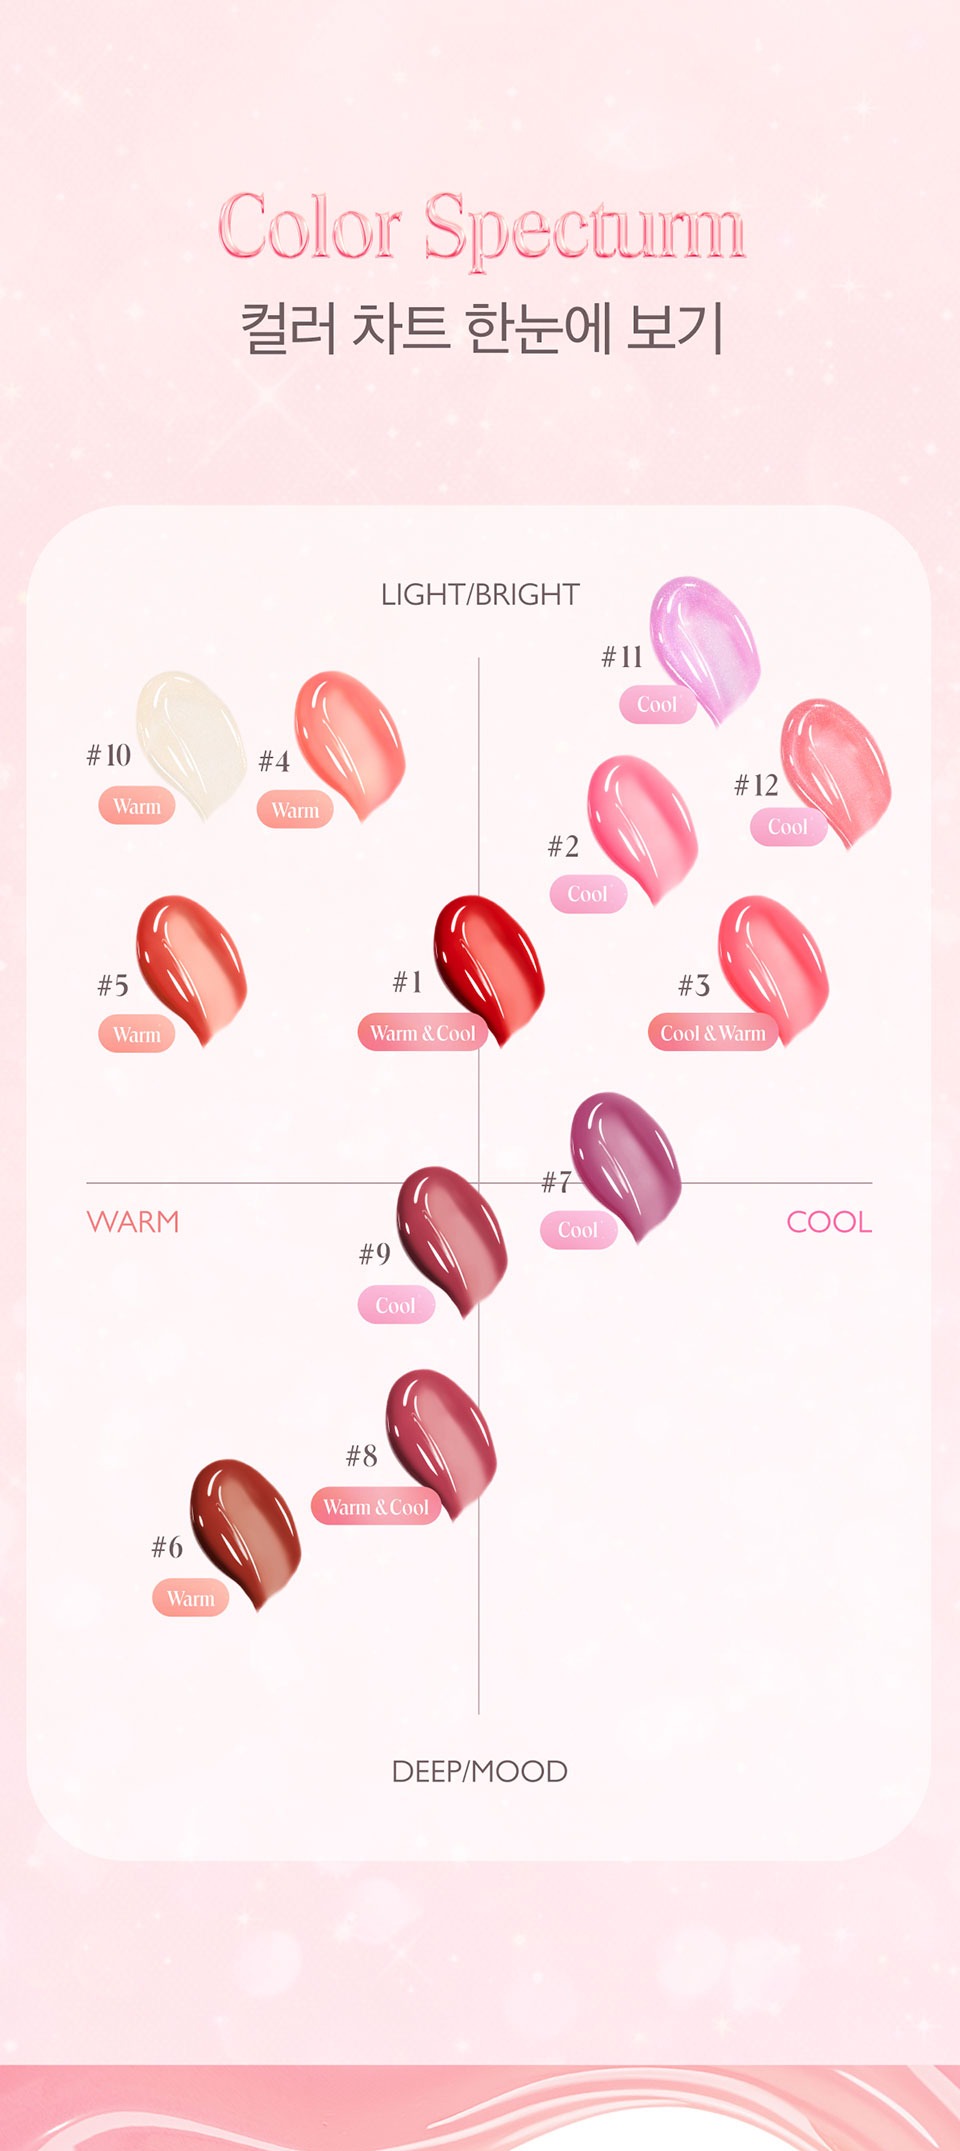 Color Specturm
컬러 차트 한눈에 보기
LIGHT/BRIGHT
#11
Cool
#10
Warm
#4
Warm
#12
Cool
#2
Cool
#5
Warm
#1
Warm & Cool
#3
Cool & Warm
#7
Cool
WARM
COOL
#9
Cool
#8
Warm & Cool
#6
Warm
DEEP/MOOD